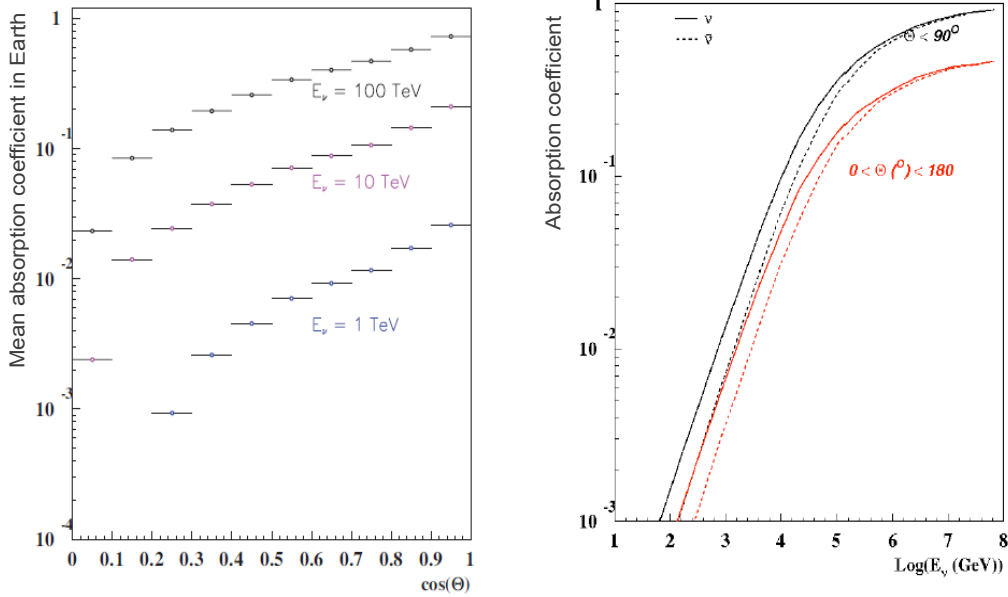 Mean absorption coefficient in Earth
1
10 -1
10 -2
10 -3
10 -4
E_ν = 100 TeV
E_ν = 10 TeV
E_ν = 1 TeV
0 0.1 0.2 0.3 0.4 0.5 0.6 0.7 0.8 0.9 1
cos(Θ)
Absorption coefficient
1
10 -1
10 -2
10 -3
ν
ν̄
Θ < 90°
0 < Θ (°) < 180
1 2 3 4 5 6 7 8
Log(E_ν (GeV))